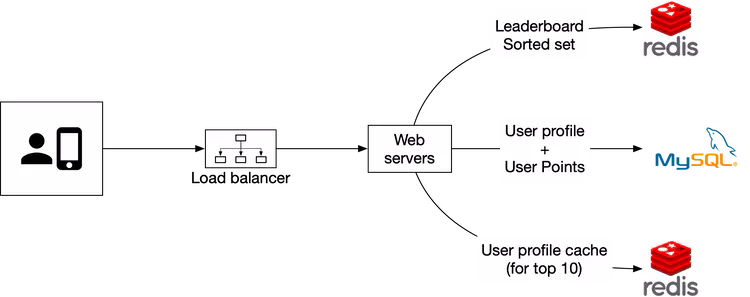 Leaderboard
Sorted set
redis
Load balancer
Web
servers
User profile
+
User Points
MySQL®
User profile cache
(for top 10)
redis